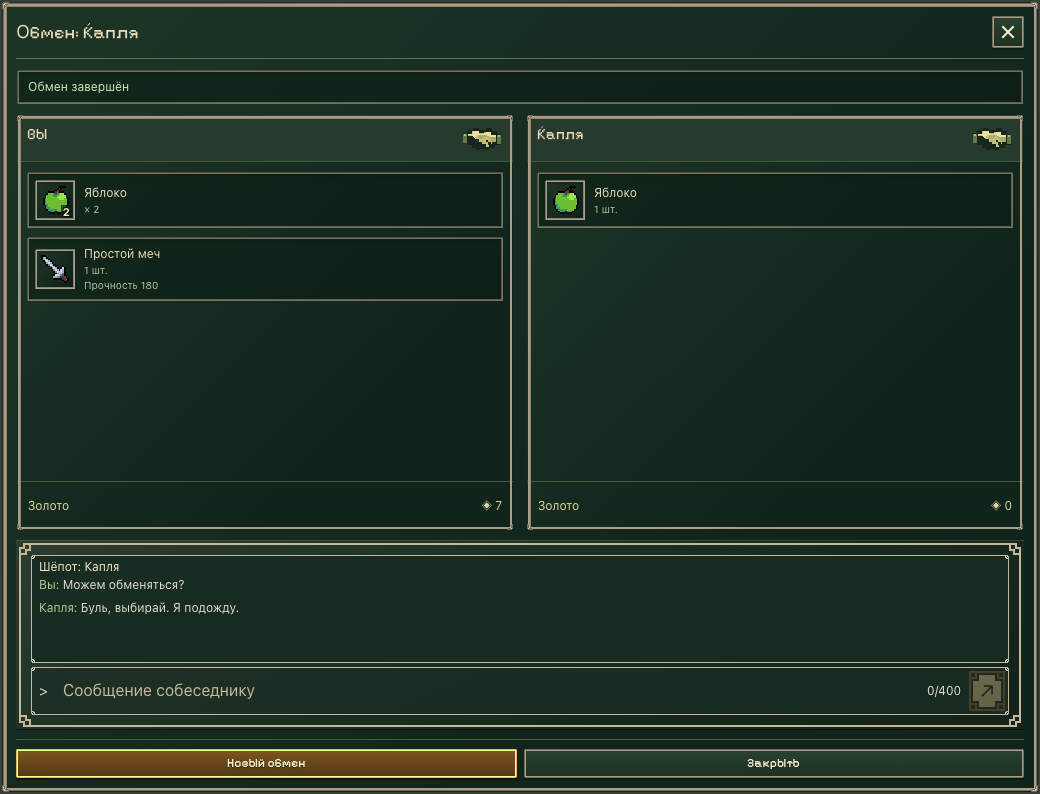 Обмен: Капля
Обмен завершён
Вы
Яблоко
2
× 2
Простой меч
1 шт.
Прочность 180
Золото
7
Капля
Яблоко
1 шт.
Золото
0
Шёпот: Капля
Вы: Можем обменяться?
Капля: Буль, выбирай. Я подожду.
> Сообщение собеседнику
0/400
Новый обмен
Закрыть